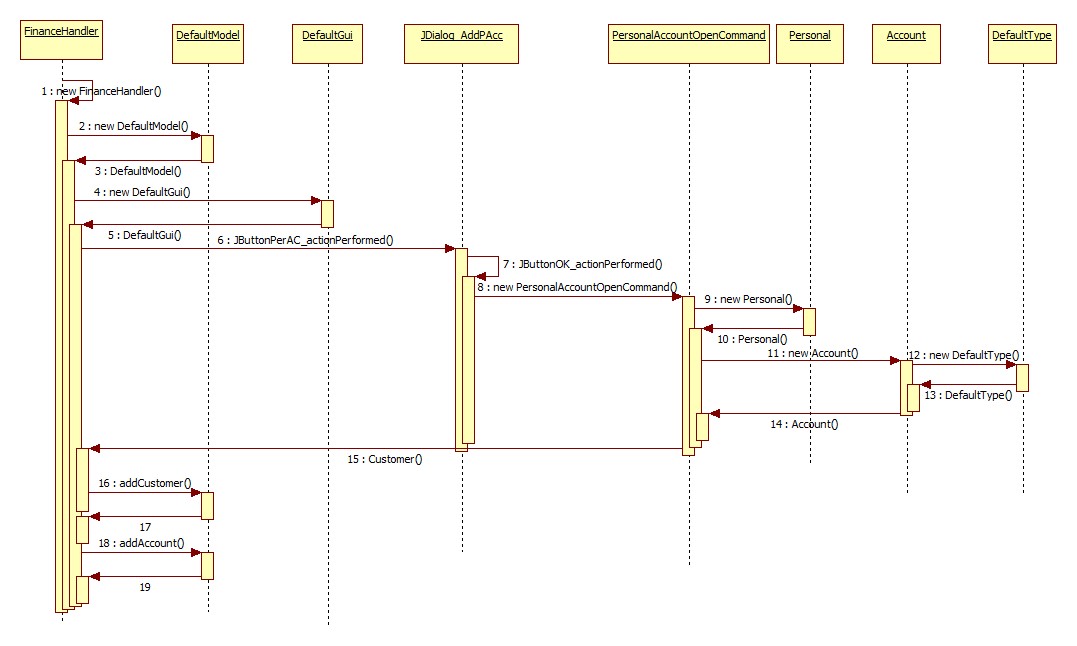 FinanceHandler
DefaultModel
DefaultGui
JDialog_AddPAcc
PersonalAccountOpenCommand
Personal
Account
DefaultType
1 : new FinanceHandler()
2 : new DefaultModel()
3 : DefaultModel()
4 : new DefaultGui()
5 : DefaultGui()
6 : JButtonPerAC_actionPerformed()
7 : JButtonOK_actionPerformed()
8 : new PersonalAccountOpenCommand()
9 : new Personal()
10 : Personal()
11 : new Account()
12 : new DefaultType()
13 : DefaultType()
14 : Account()
15 : Customer()
16 : addCustomer()
17
18 : addAccount()
19